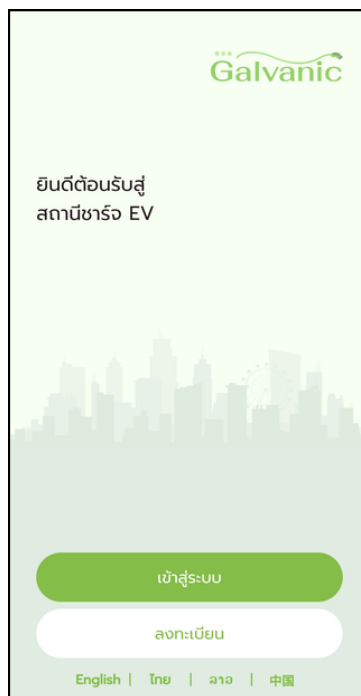 Galvanic
ยินดีต้อนรับสู่
สถานีชาร์จ EV
เข้าสู่ระบบ
ลงทะเบียน
English | ไทย | ລາວ | 中国